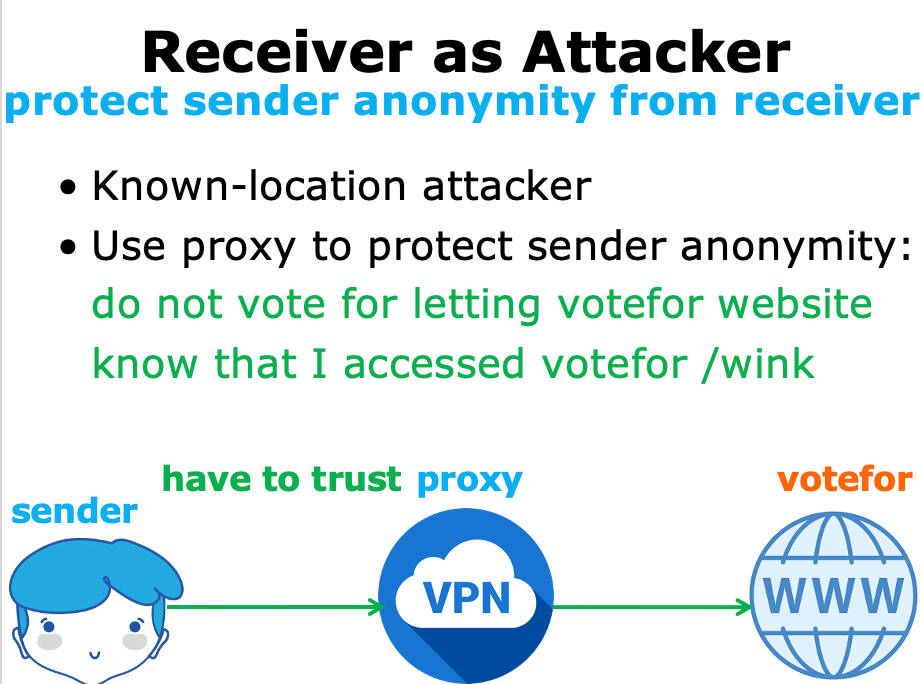 Receiver as Attacker
protect sender anonymity from receiver
• Known-location attacker
• Use proxy to protect sender anonymity:
do not vote for letting votefor website
know that I accessed votefor /wink
have to trust proxy
votefor
sender
VPN
WWW